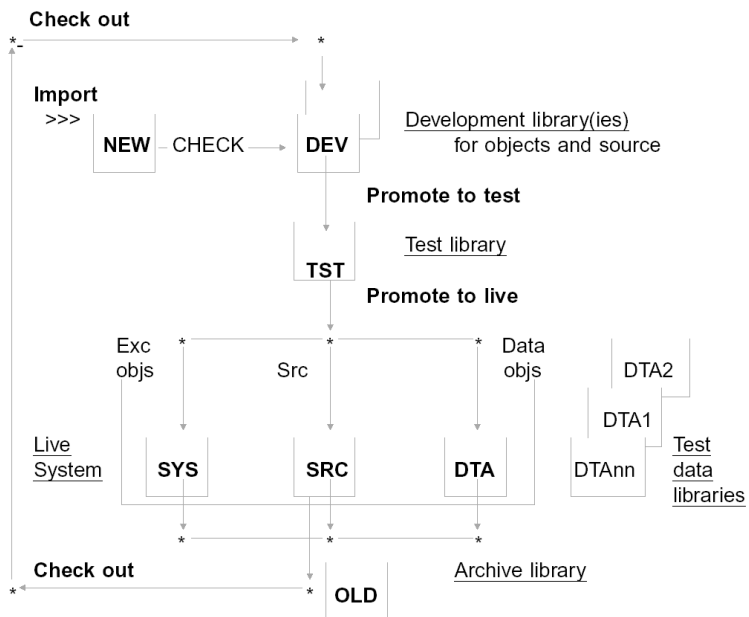 Check out
*- *
Import
>>>
NEW CHECK DEV
Development library(ies)
for objects and source
Promote to test
Test library
TST
Promote to live
Exc
objs
* * *
Src
Data
objs
DTA2
DTA1
DTAnn
Live
System
SYS SRC DTA
Test
data
libraries
* * *
Check out
Archive library
* *
OLD